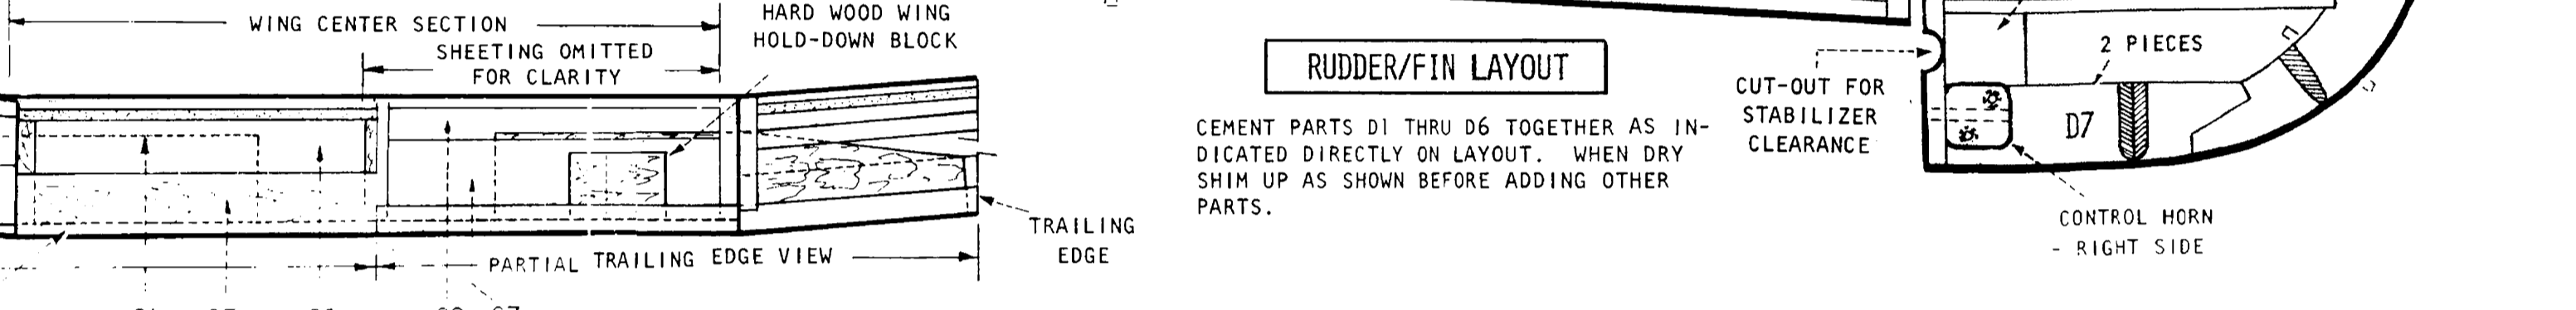 WING CENTER SECTION
SHEETING OMITTED
FOR CLARITY
HARD WOOD WING
HOLD-DOWN BLOCK
TRAILING
EDGE
PARTIAL TRAILING EDGE VIEW
RUDDER/FIN LAYOUT
CEMENT PARTS D1 THRU D6 TOGETHER AS IN-
DICATED DIRECTLY ON LAYOUT. WHEN DRY
SHIM UP AS SHOWN BEFORE ADDING OTHER
PARTS.
CUT-OUT FOR
STABILIZER
CLEARANCE
2 PIECES
D7
CONTROL HORN
- RIGHT SIDE